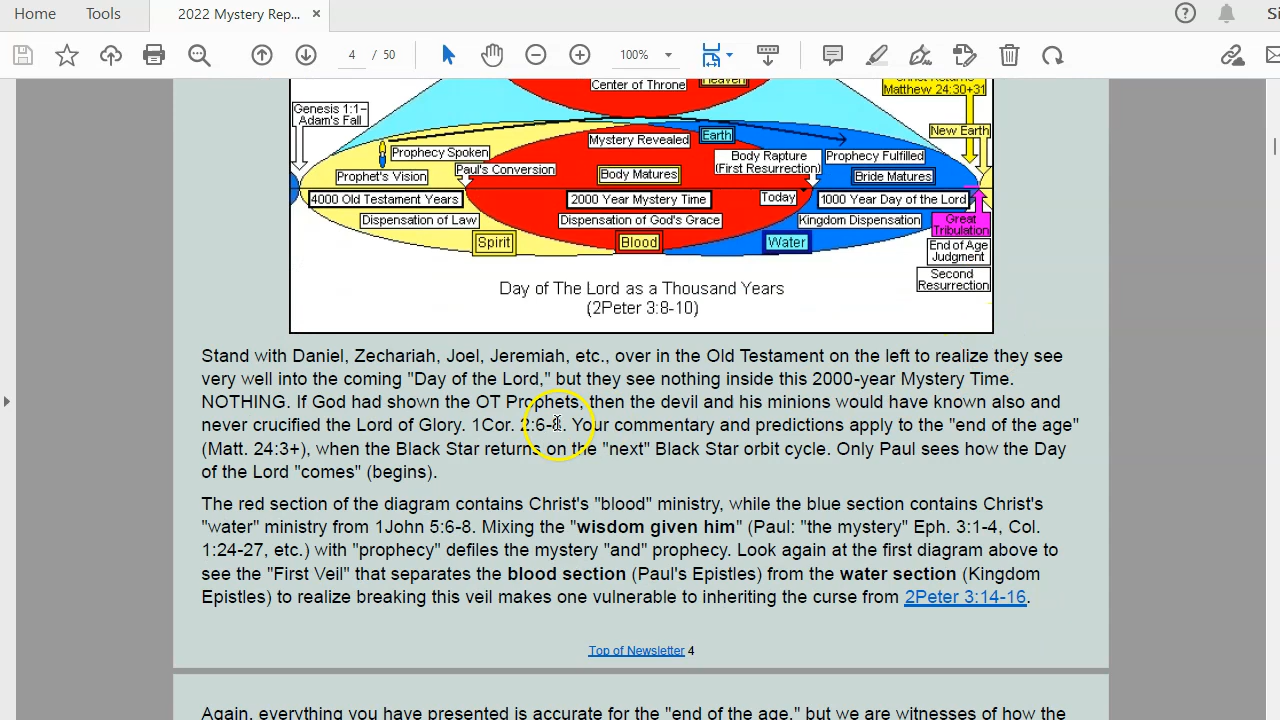 Home
Tools
2022 Mystery Rep...
4 / 50
100%
Center of Throne
Heaven
Matthew 24:30+31
Genesis 1:1-
Adam's Fall
Earth
New Earth
Mystery Revealed
Prophecy Spoken
Body Rapture
(First Resurrection)
Prophecy Fulfilled
Paul's Conversion
Prophet's Vision
Body Matures
Bride Matures
4000 Old Testament Years
2000 Year Mystery Time
Today
1000 Year Day of the Lord
Dispensation of Law
Dispensation of God's Grace
Kingdom Dispensation
Great
Tribulation
Spirit
Blood
Water
End of Age
Judgment
Second
Resurrection
Day of The Lord as a Thousand Years
(2Peter 3:8-10)
Stand with Daniel, Zechariah, Joel, Jeremiah, etc., over in the Old Testament on the left to realize they see
very well into the coming "Day of the Lord," but they see nothing inside this 2000-year Mystery Time.
NOTHING. If God had shown the OT Prophets, then the devil and his minions would have known also and
never crucified the Lord of Glory. 1Cor. Your commentary and predictions apply to the "end of the age"
(Matt. 24:3+), when the Black Star returns on the "next" Black Star orbit cycle. Only Paul sees how the Day
of the Lord "comes" (begins).
The red section of the diagram contains Christ's "blood" ministry, while the blue section contains Christ's
"water" ministry from 1John 5:6-8. Mixing the "wisdom given him" (Paul: "the mystery" Eph. 3:1-4, Col.
1:24-27, etc.) with "prophecy" defiles the mystery "and" prophecy. Look again at the first diagram above to
see the "First Veil" that separates the blood section (Paul's Epistles) from the water section (Kingdom
Epistles) to realize breaking this veil makes one vulnerable to inheriting the curse from 2Peter 3:14-16.
Top of Newsletter 4
Again, everything you have presented is accurate for the "end of the age," but we are witnesses of how the